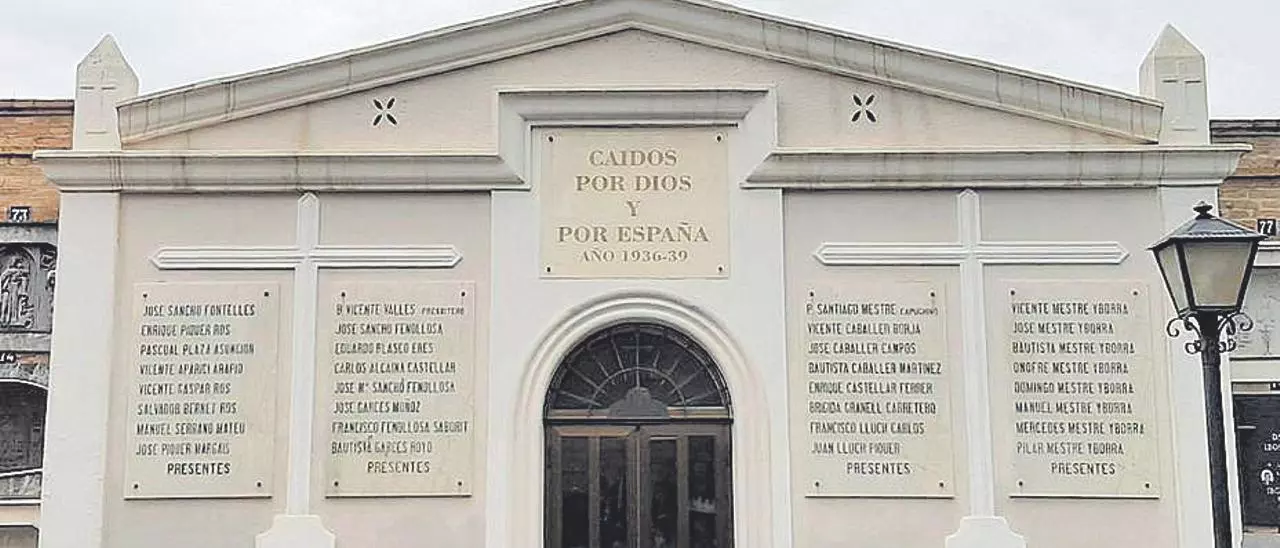 CAIDOS
POR DIOS
Y
POR ESPAÑA
AÑO 1936-39
JOSE SANCHO FONTELLES
ENRIQUE PIQUER ROS
PASCUAL PLAZA ASUNCION
VICENTE APARICI ARAFIO
VICENTE GASPAR ROS
SALVADOR BERNET ROS
MANUEL SERRANO MATEU
JOSE PIQUER MARGAIS
PRESENTES
VICENTE VALLES PRESBITERO
JOSE SANCHO FENOLLOSA
EDUARDO BLASCO ERES
CARLOS ALCAINA CASTELLAR
JOSE Mª SANCHO FENOLLOSA
JOSE GARCES MUÑOZ
FRANCISCO FENOLLOSA SABORIT
BAUTISTA GARCES ROYO
PRESENTES
P. SANTIAGO MESTRE CAPUCHINO
VICENTE CABALLER BORJA
JOSE CABALLER CAMPOS
BAUTISTA CABALLER MARTINEZ
ENRIQUE CASTELLAR FERRER
BRIGIDA GRANELL CARRETERO
FRANCISCO LLUCH CARLOS
JUAN LLUCH PIQUER
PRESENTES
VICENTE MESTRE YBORRA
JOSE MESTRE YBORRA
BAUTISTA MESTRE YBORRA
ONOFRE MESTRE YBORRA
DOMINGO MESTRE YBORRA
MANUEL MESTRE YBORRA
MERCEDES MESTRE YBORRA
PILAR MESTRE YBORRA
PRESENTES
73
74
77